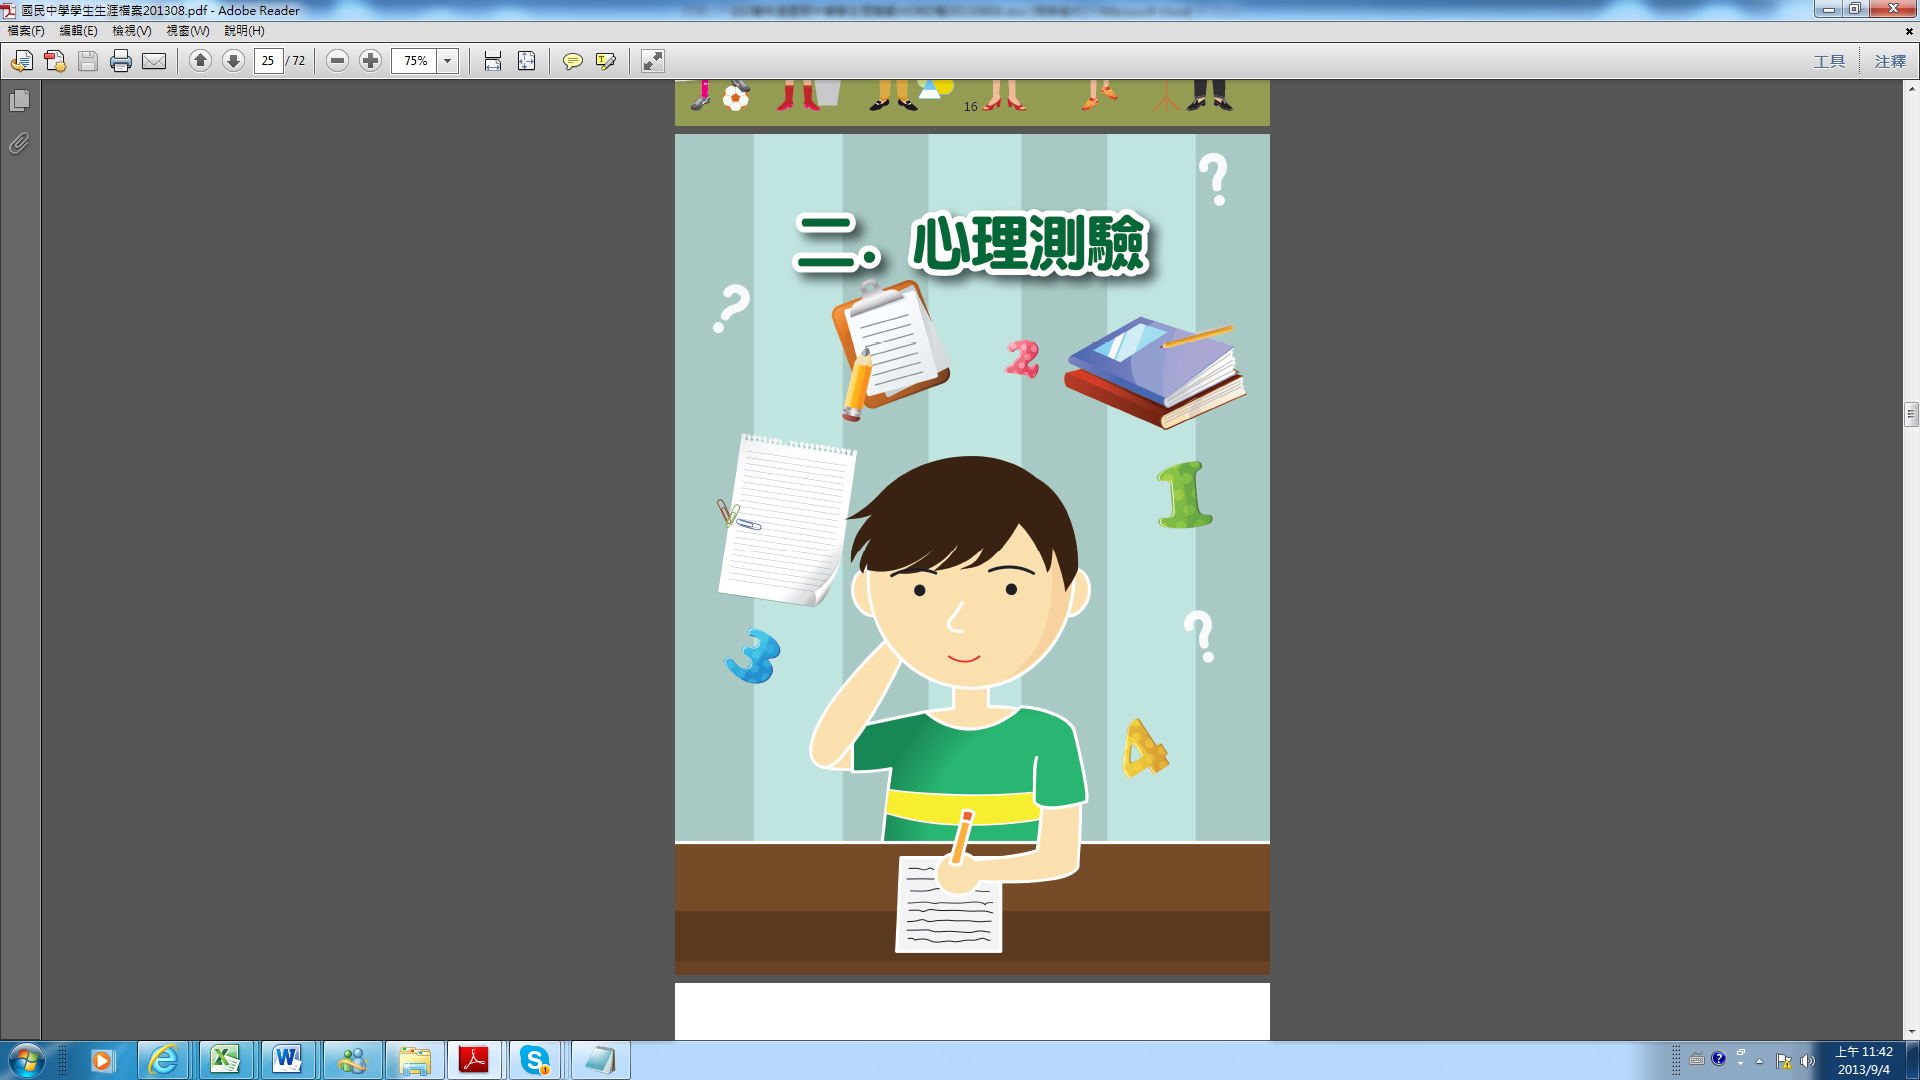 國民中學學生生涯檔案201308.pdf - Adobe Reader
檔案(F) 編輯(E) 檢視(V) 視窗(W) 說明(H)
25 / 72 75% 工具 注釋
16
?
二. 心理測驗
?
2
1
?
3
4
上午 11:42
2013/9/4